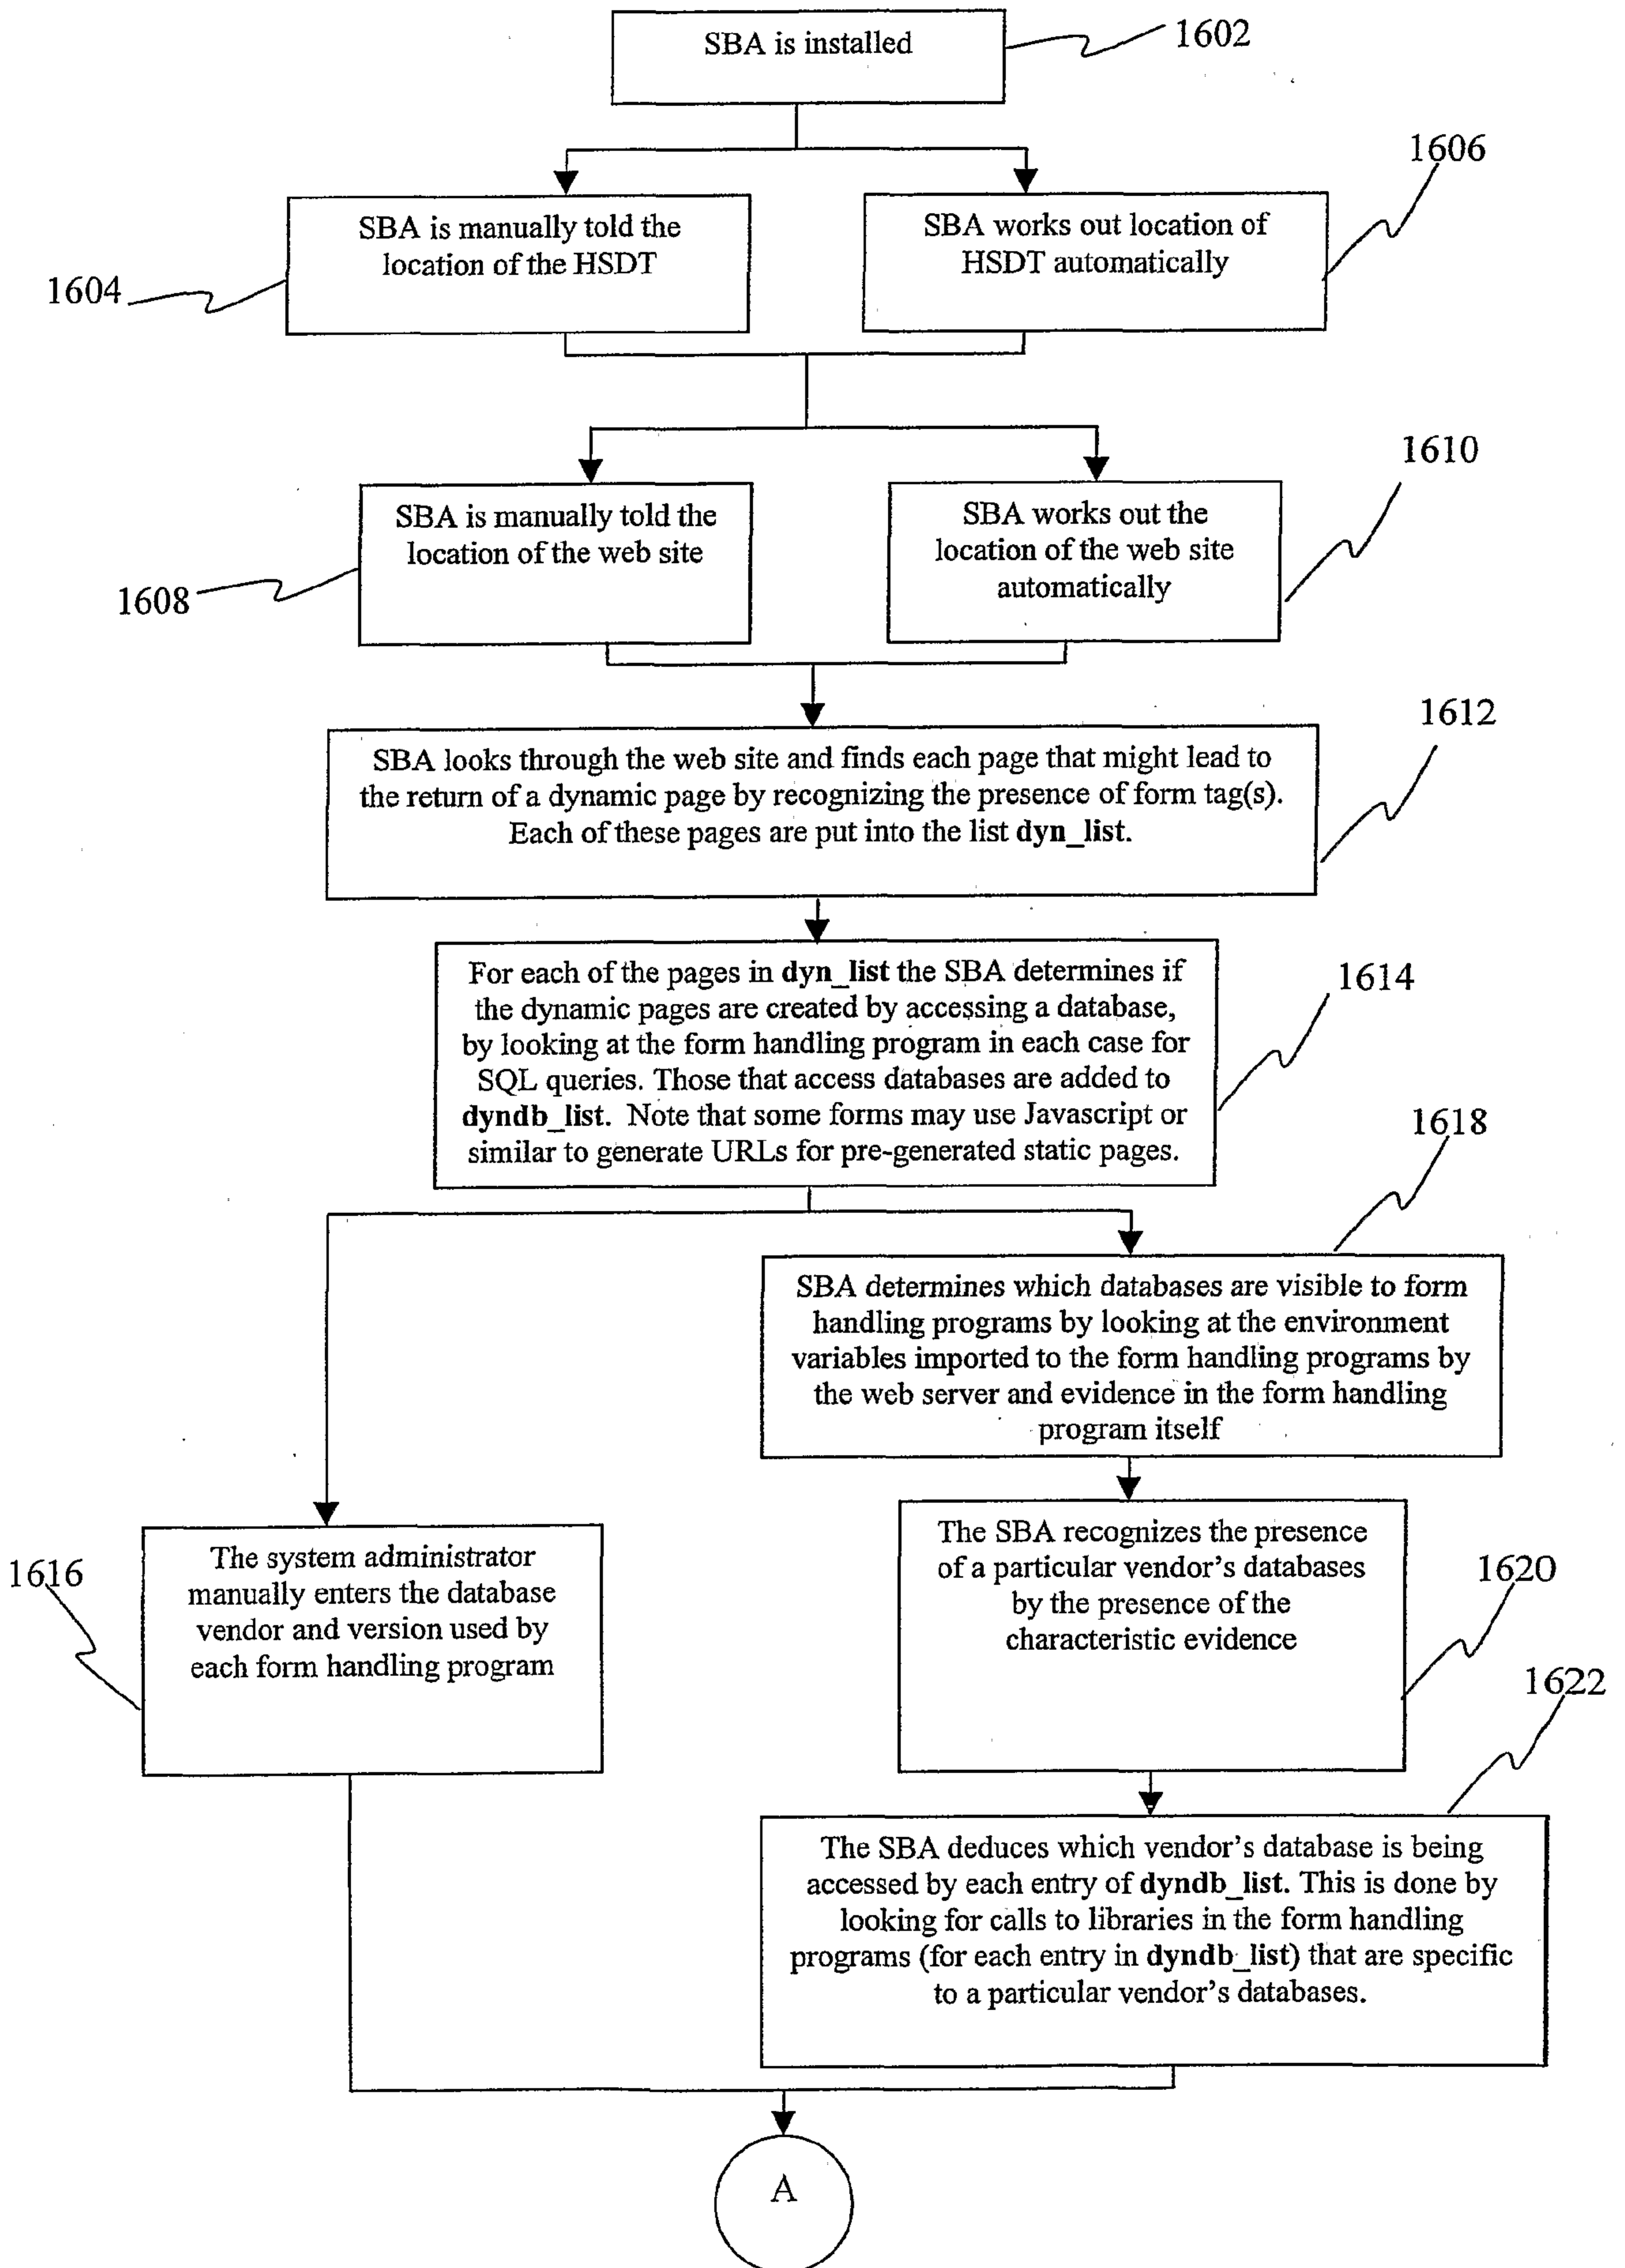 SBA is installed
1602
1606
SBA is manually told the
location of the HSDT
SBA works out location of
HSDT automatically
1604
1610
SBA is manually told the
location of the web site
SBA works out the
location of the web site
automatically
1608
1612
SBA looks through the web site and finds each page that might lead to
the return of a dynamic page by recognizing the presence of form tag(s).
Each of these pages are put into the list dyn_list.
1614
For each of the pages in dyn_list the SBA determines if
the dynamic pages are created by accessing a database,
by looking at the form handling program in each case for
SQL queries. Those that access databases are added to
dyndb_list. Note that some forms may use Javascript or
similar to generate URLs for pre-generated static pages.
1618
SBA determines which databases are visible to form
handling programs by looking at the environment
variables imported to the form handling programs by
the web server and evidence in the form handling
program itself
1616
The system administrator
manually enters the database
vendor and version used by
each form handling program
1620
The SBA recognizes the presence
of a particular vendor's databases
by the presence of the
characteristic evidence
1622
The SBA deduces which vendor's database is being
accessed by each entry of dyndb_list. This is done by
looking for calls to libraries in the form handling
programs (for each entry in dyndb_list) that are specific
to a particular vendor's databases.
A